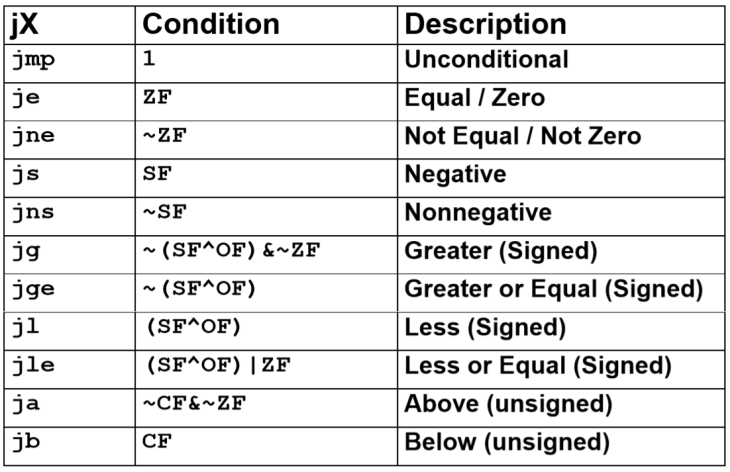 jX Condition Description
jmp 1 Unconditional
je ZF Equal / Zero
jne ~ZF Not Equal / Not Zero
js SF Negative
jns ~SF Nonnegative
jg ~(SF^OF)&~ZF Greater (Signed)
jge ~(SF^OF) Greater or Equal (Signed)
jl (SF^OF) Less (Signed)
jle (SF^OF)|ZF Less or Equal (Signed)
ja ~CF&~ZF Above (unsigned)
jb CF Below (unsigned)